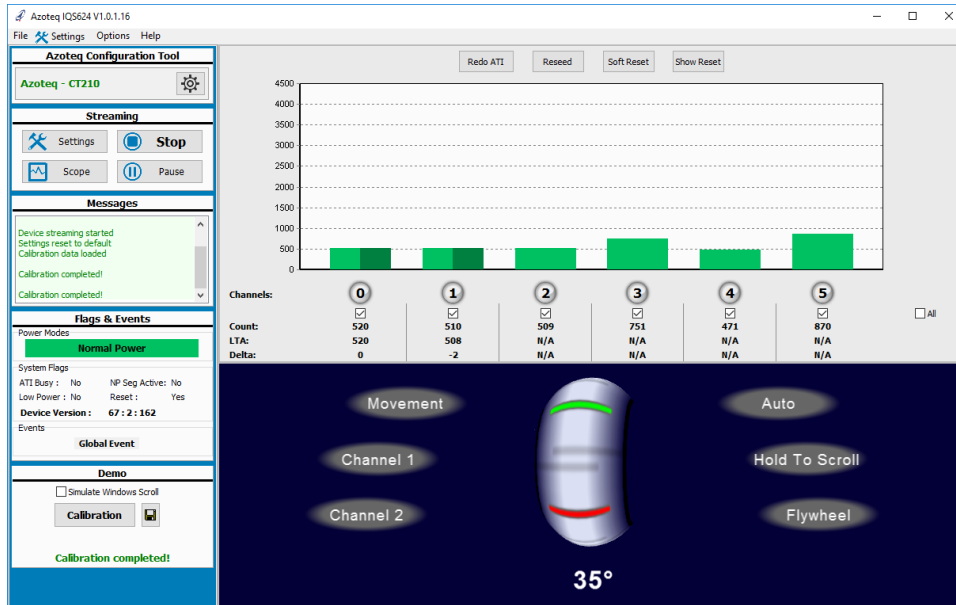 Azoteq IQS624 V1.0.1.16
File Settings Options Help
Azoteq Configuration Tool
Azoteq - CT210
Streaming
Settings Stop
Scope Pause
Messages
Device streaming started
Settings reset to default
Calibration data loaded
Calibration completed!
Calibration completed!
Flags & Events
Power Modes
Normal Power
System Flags
ATI Busy : No NP Seg Active: No
Low Power : No Reset : Yes
Device Version : 67 : 2 : 162
Events
Global Event
Demo
Simulate Windows Scroll
Calibration
Calibration completed!
Redo ATI Reseed Soft Reset Show Reset
4500
4000
3500
3000
2500
2000
1500
1000
500
0
Channels: 0 1 2 3 4 5
All
Count: 520 510 509 751 471 870
LTA: 520 508 N/A N/A N/A N/A
Delta: 0 -2 N/A N/A N/A N/A
Movement Auto
Channel 1 Hold To Scroll
Channel 2 Flywheel
35°